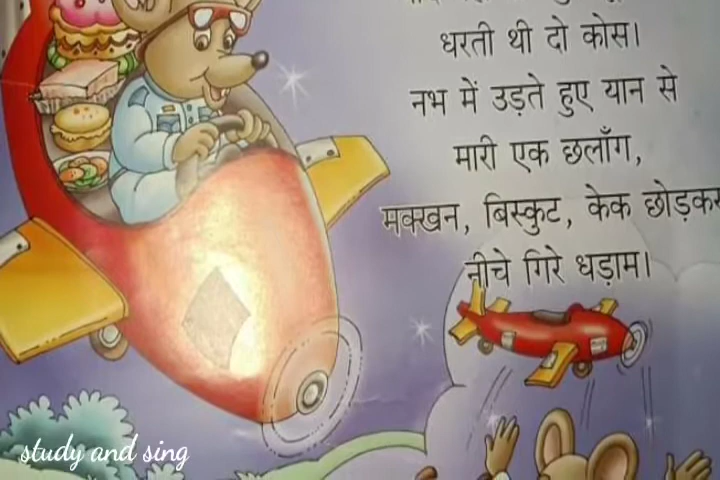 धरती थी दो कोस।
नभ में उड़ते हुए यान से
मारी एक छलाँग,
मक्खन, बिस्कुट, केक छोड़कर
नीचे गिरे धड़ाम।
study and sing